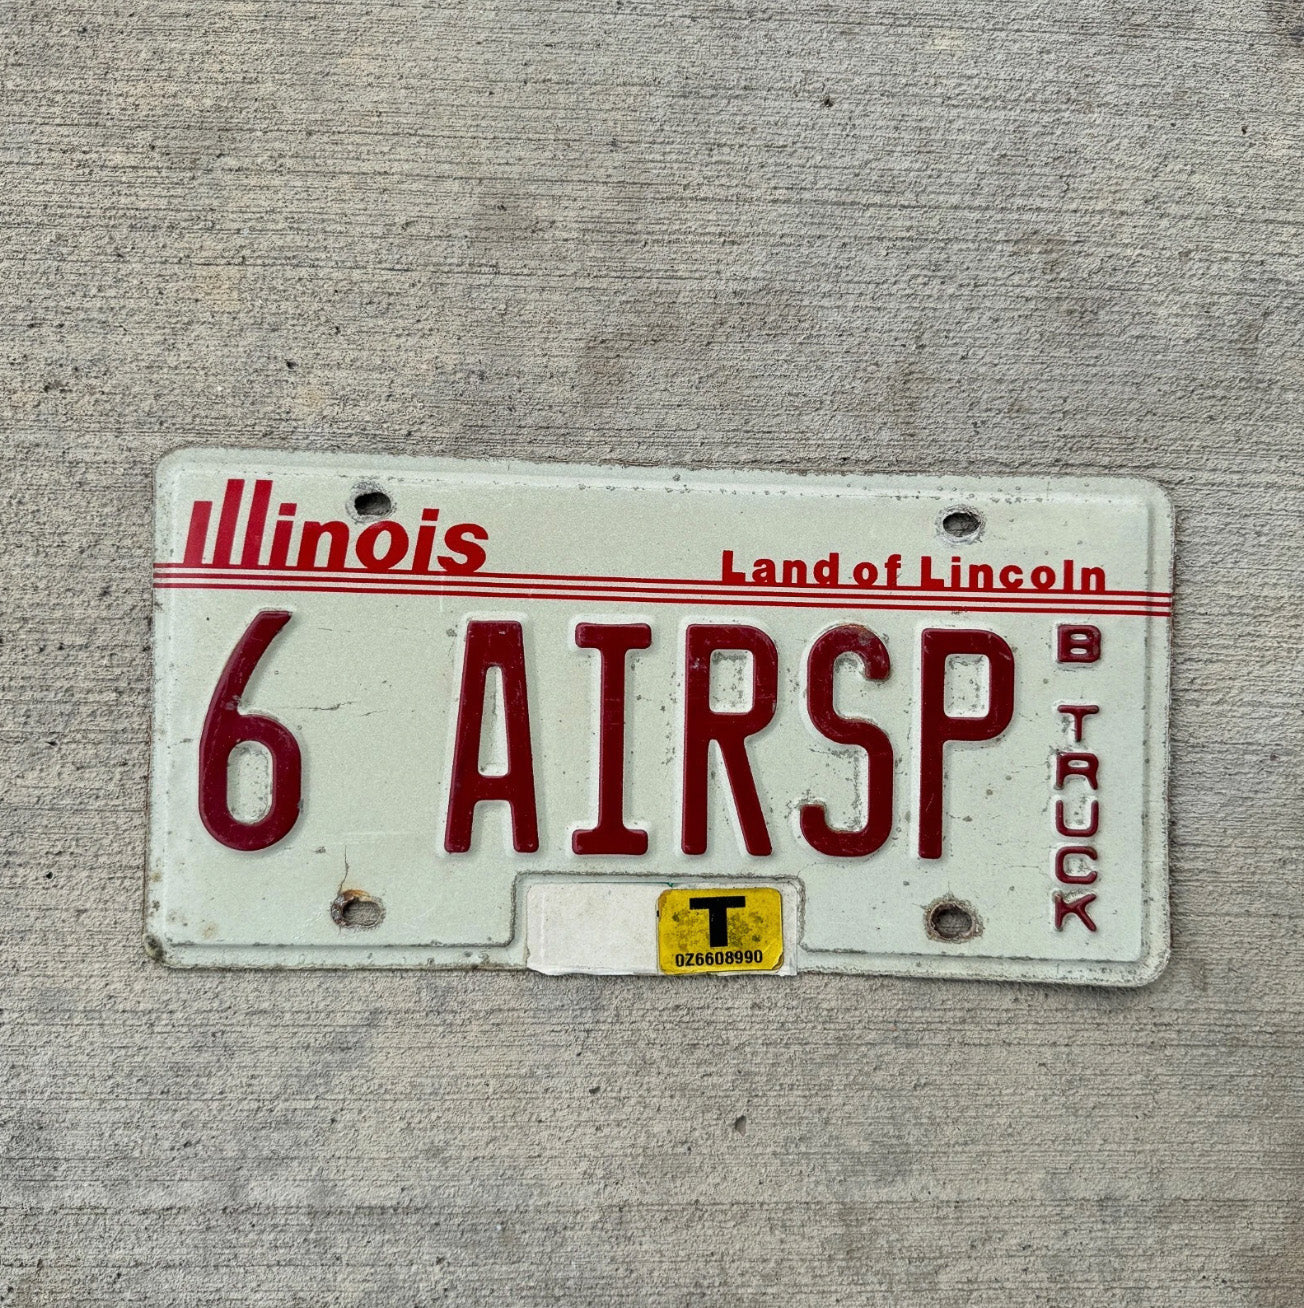 Illinois
Land of Lincoln
6 AIRSP
B TRUCK
T
0Z6608990